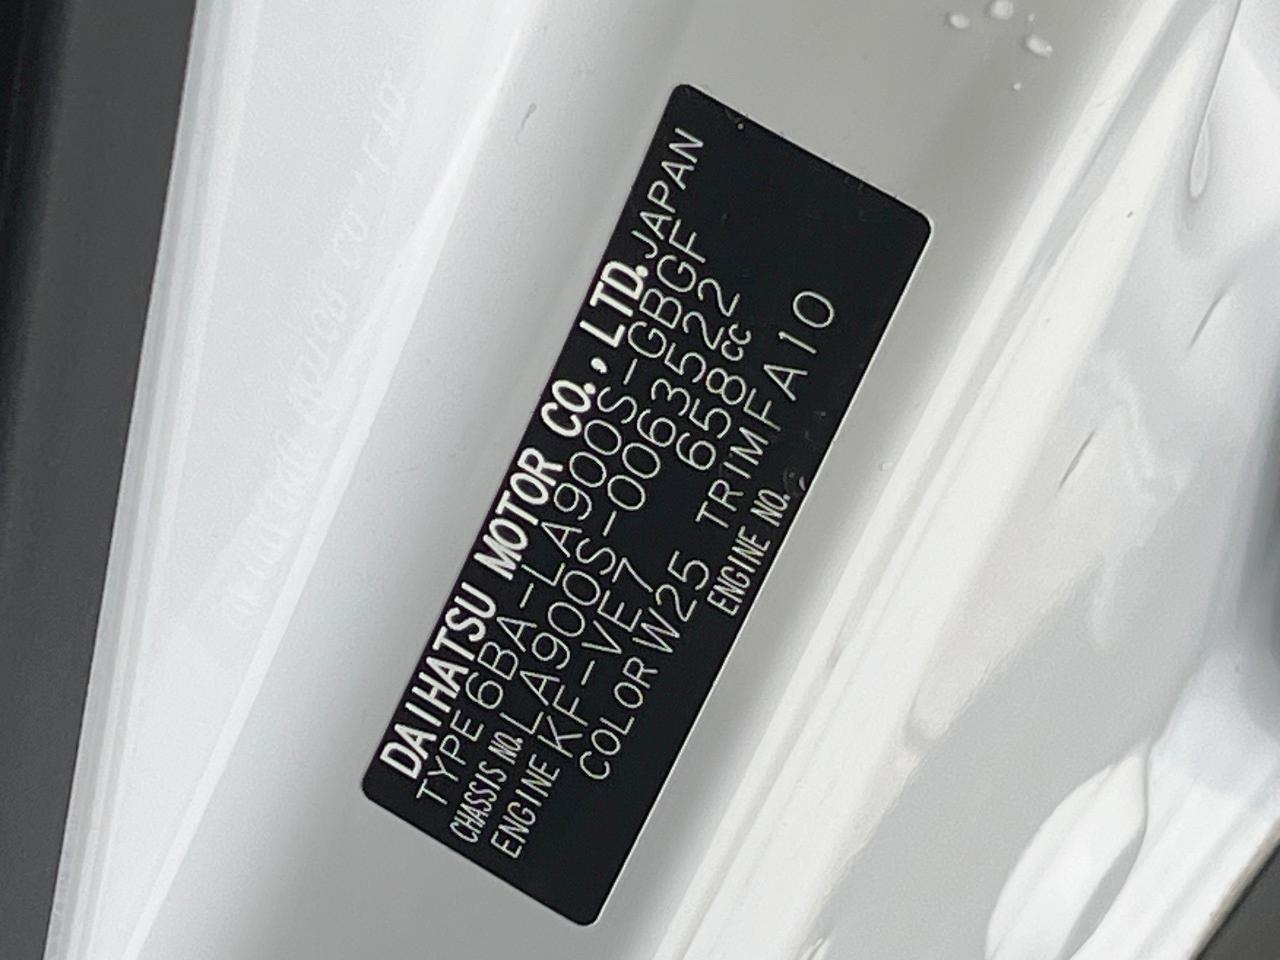 DAIHATSU MOTOR CO., LTD. JAPAN
TYPE 6BA-LA900S-GBGF
CHASSIS NO. LA900S-0063522
ENGINE KF-VE7 658cc
COLOR W25 TRIM FA10
ENGINE NO.